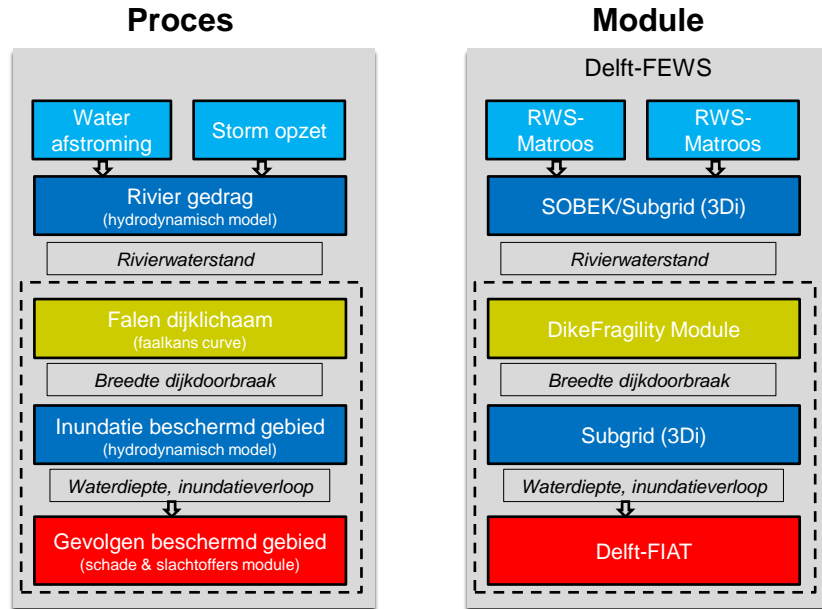 Proces
Water
afstroming
Storm opzet
Rivier gedrag
(hydrodynamisch model)
Rivierwaterstand
Falen dijklichaam
(faalkans curve)
Breedte dijkdoorbraak
Inundatie beschermd gebied
(hydrodynamisch model)
Waterdiepte, inundatieverloop
Gevolgen beschermd gebied
(schade & slachtoffers module)
Module
Delft-FEWS
RWS-
Matroos
RWS-
Matroos
SOBEK/Subgrid (3Di)
Rivierwaterstand
DikeFragility Module
Breedte dijkdoorbraak
Subgrid (3Di)
Waterdiepte, inundatieverloop
Delft-FIAT